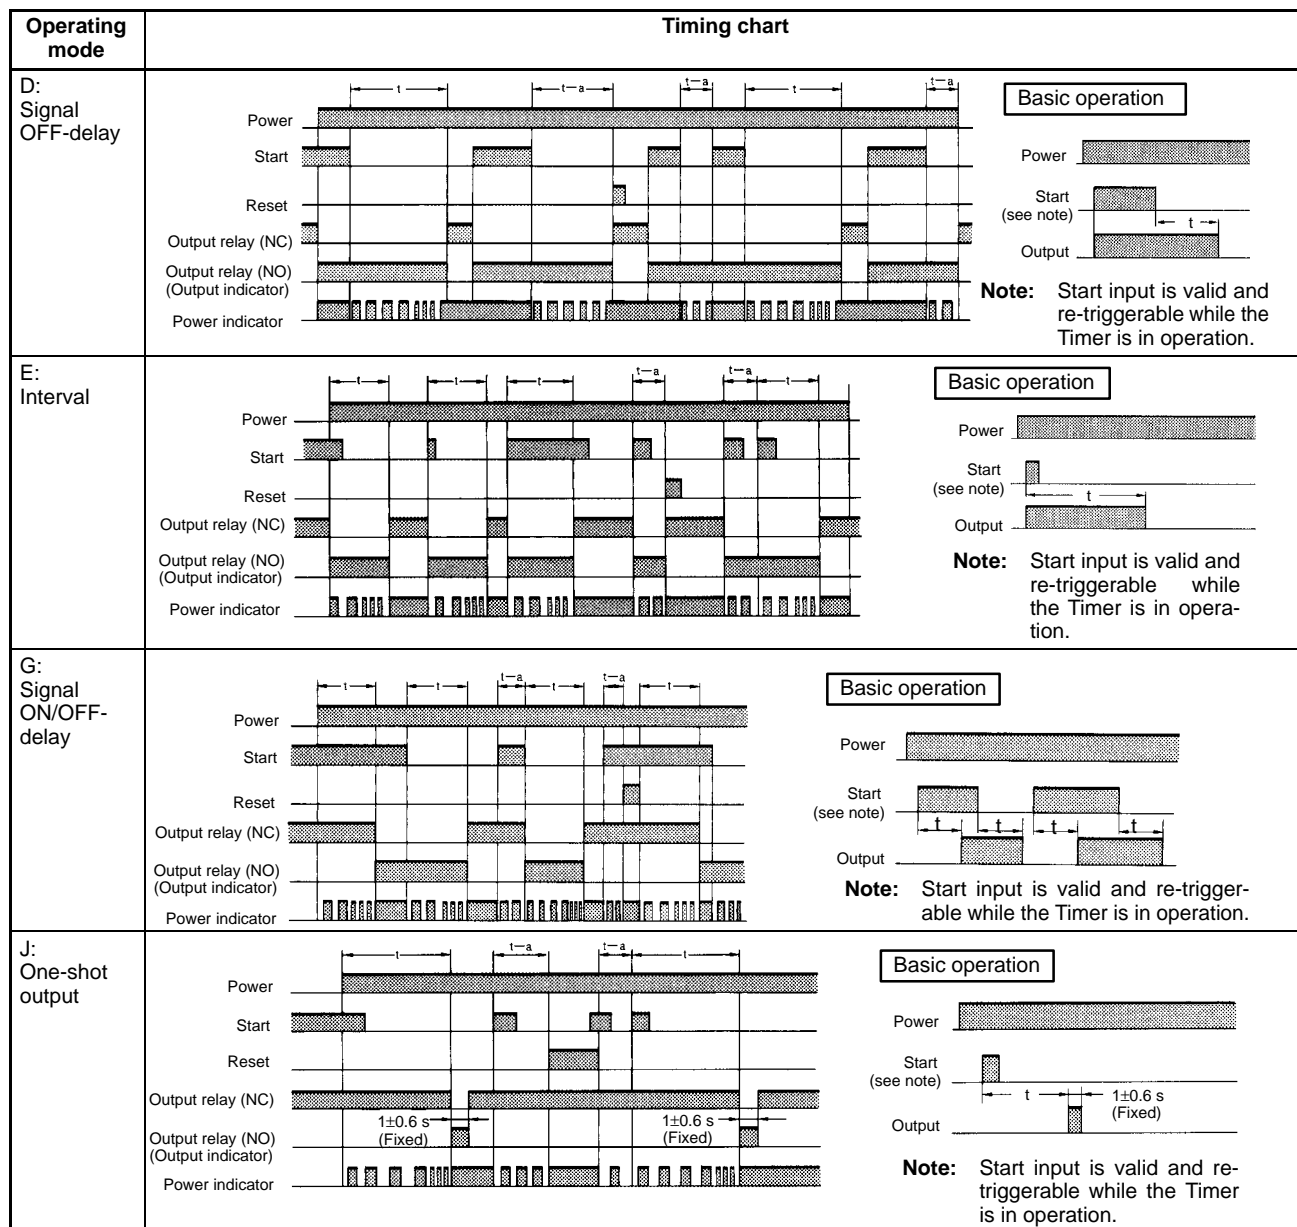 Operating mode
Timing chart
D:
Signal
OFF-delay
t
t—a
t—a
t
t—a
Power
Start
Reset
Output relay (NC)
Output relay (NO)
(Output indicator)
Power indicator
Basic operation
Power
Start
(see note)
t
Output
Note: Start input is valid and
re-triggerable while the
Timer is in operation.
E:
Interval
t
t
t
t—a
t—a
t
Power
Start
Reset
Output relay (NC)
Output relay (NO)
(Output indicator)
Power indicator
Basic operation
Power
Start
(see note)
t
Output
Note: Start input is valid and
re-triggerable while
the Timer is in opera-
tion.
G:
Signal
ON/OFF-
delay
t
t
t—a
t
t—a
t
Power
Start
Reset
Output relay (NC)
Output relay (NO)
(Output indicator)
Power indicator
Basic operation
Power
Start
(see note)
t
t
t
t
Output
Note: Start input is valid and re-trigger-
able while the Timer is in operation.
J:
One-shot
output
t
t—a
t—a
t
Power
Start
Reset
Output relay (NC)
1±0.6 s
(Fixed)
1±0.6 s
(Fixed)
Output relay (NO)
(Output indicator)
Power indicator
Basic operation
Power
Start
(see note)
t
1±0.6 s
(Fixed)
Output
Note: Start input is valid and re-
triggerable while the Timer
is in operation.